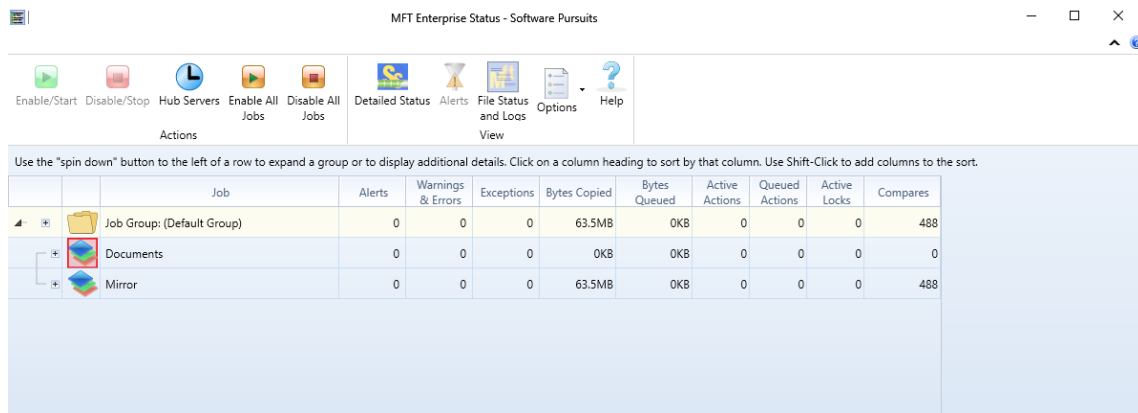 MFT Enterprise Status - Software Pursuits
Enable/Start Disable/Stop Hub Servers Enable All Jobs Disable All Jobs Detailed Status Alerts File Status and Logs Options Help
Actions View
Use the "spin down" button to the left of a row to expand a group or to display additional details. Click on a column heading to sort by that column. Use Shift-Click to add columns to the sort.
Job Alerts Warnings & Errors Exceptions Bytes Copied Bytes Queued Active Actions Queued Actions Active Locks Compares
Job Group: (Default Group) 0 0 0 63.5MB 0KB 0 0 0 488
Documents 0 0 0 0KB 0KB 0 0 0 0
Mirror 0 0 0 63.5MB 0KB 0 0 0 488